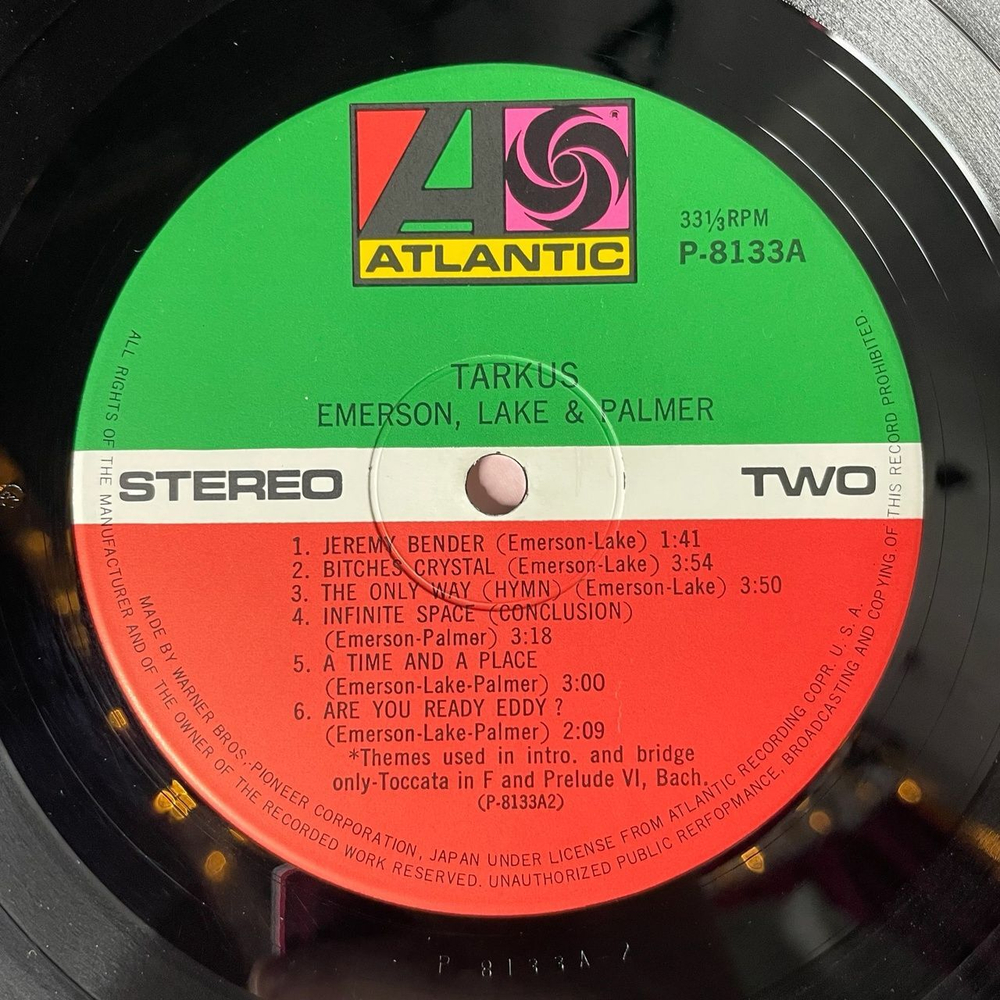 ATLANTIC
®
33⅓RPM
P-8133A
TARKUS
EMERSON, LAKE & PALMER
STEREO
TWO
1. JEREMY BENDER (Emerson-Lake) 1:41
2. BITCHES CRYSTAL (Emerson-Lake) 3:54
3. THE ONLY WAY (HYMN) (Emerson-Lake) 3:50
4. INFINITE SPACE (CONCLUSION)
(Emerson-Palmer) 3:18
5. A TIME AND A PLACE
(Emerson-Lake-Palmer) 3:00
6. ARE YOU READY EDDY?
(Emerson-Lake-Palmer) 2:09
*Themes used in intro. and bridge
only-Toccata in F and Prelude VI, Bach.
(P-8133A2)
MADE BY WARNER BROS.-PIONEER CORPORATION, JAPAN UNDER LICENSE FROM ATLANTIC RECORDING COPR. U. S. A.
ALL RIGHTS OF THE MANUFACTURER AND OF THE OWNER OF THE RECORDED WORK RESERVED. UNAUTHORIZED PUBLIC RERFOPMANCE, BROADCASTING AND COPYING OF THIS RECORD PROHIBITED.
P-8133A